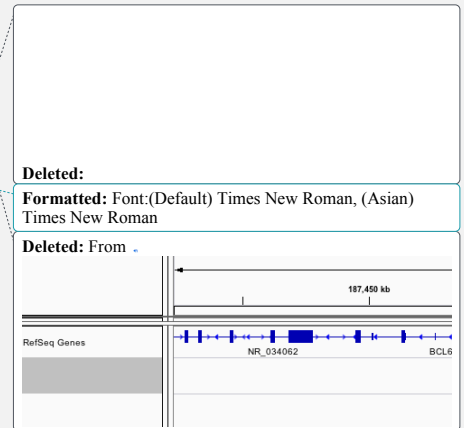 Deleted:
Formatted: Font:(Default) Times New Roman, (Asian)
Times New Roman
Deleted: From
187,450 kb
RefSeq Genes
NR_034062
BCL6